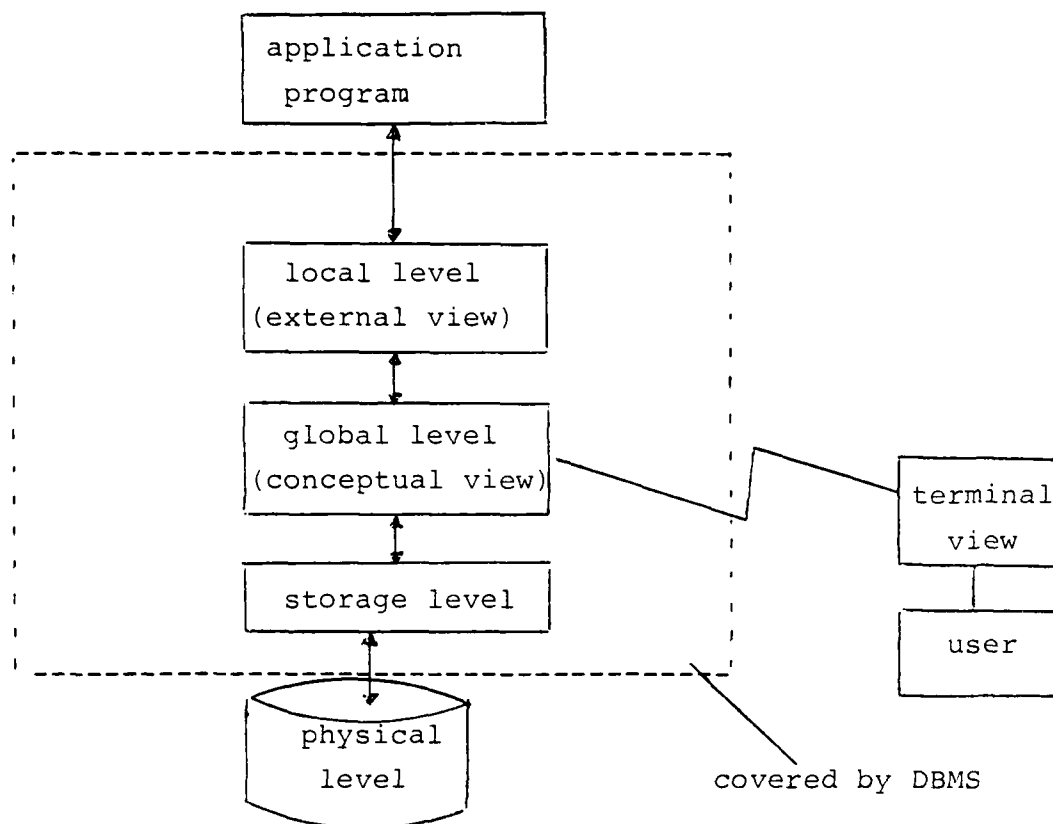 application
program
local level
(external view)
global level
(conceptual view)
terminal
view
storage level
user
physical
level
covered by DBMS